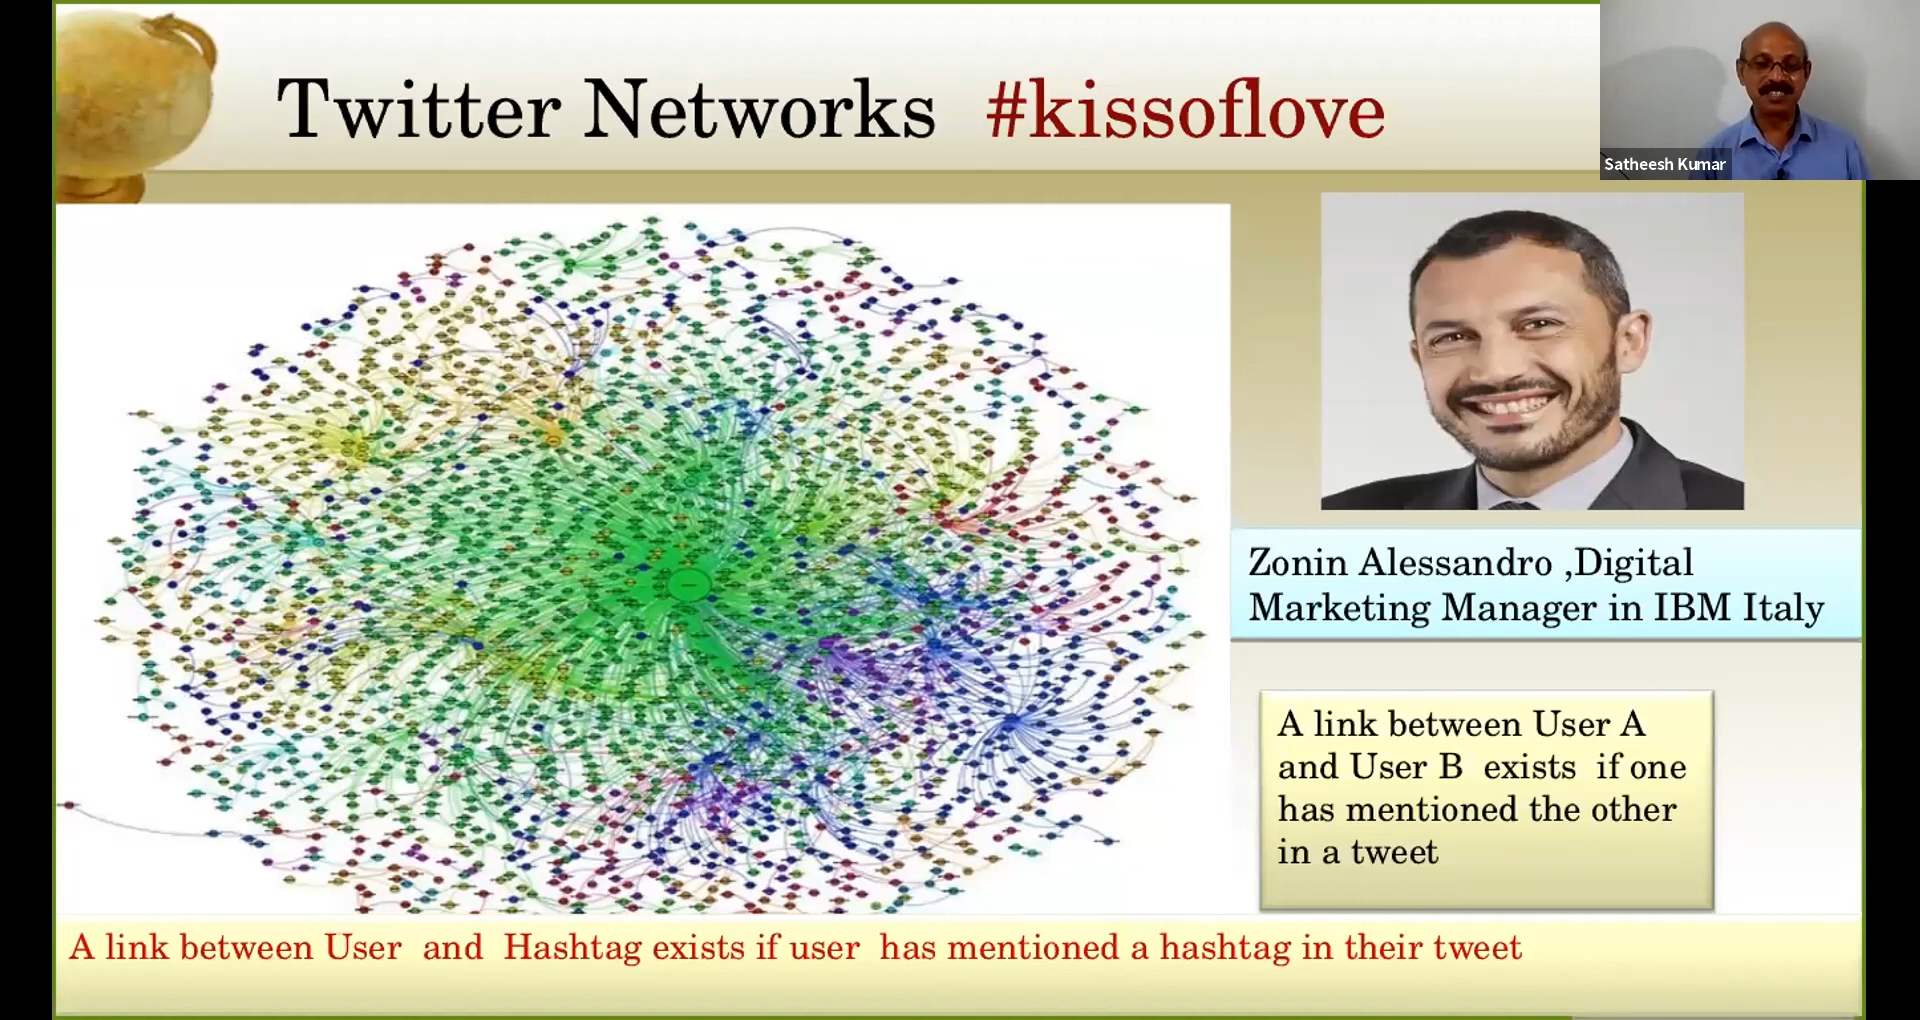 Twitter Networks #kissoflove
Satheesh Kumar
Zonin Alessandro ,Digital
Marketing Manager in IBM Italy
A link between User A
and User B exists if one
has mentioned the other
in a tweet
A link between User and Hashtag exists if user has mentioned a hashtag in their tweet